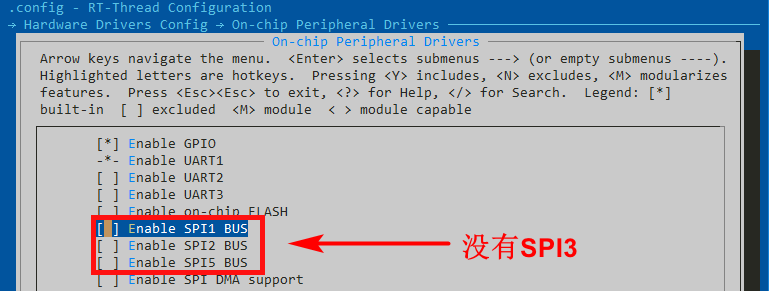 .config - RT-Thread Configuration
→ Hardware Drivers Config → On-chip Peripheral Drivers
On-chip Peripheral Drivers
Arrow keys navigate the menu.  <Enter> selects submenus ---> (or empty submenus ----).
Highlighted letters are hotkeys.  Pressing <Y> includes, <N> excludes, <M> modularizes
features.  Press <Esc><Esc> to exit, <?> for Help, </> for Search.  Legend: [*]
built-in  [ ] excluded  <M> module  < > module capable
[*] Enable GPIO
-*- Enable UART1
[ ] Enable UART2
[ ] Enable UART3
[ ] Enable on-chip FLASH
[ ] Enable SPI1 BUS
[ ] Enable SPI2 BUS
没有SPI3
[ ] Enable SPI5 BUS
[ ] Enable SPI DMA support